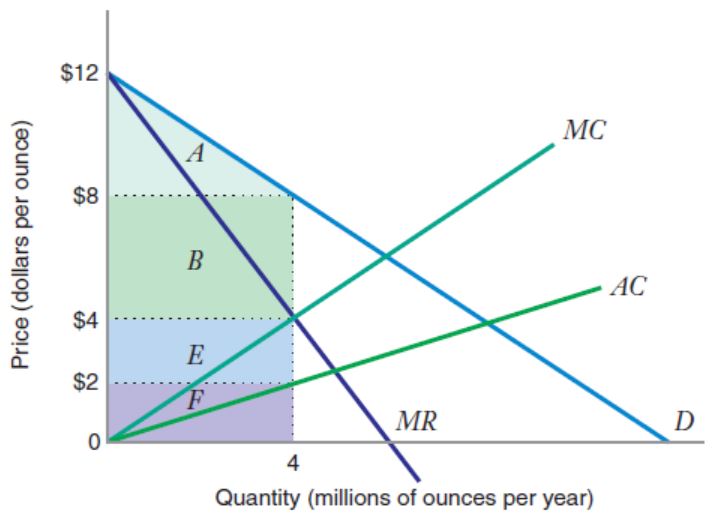 $12
A
MC
$8
B
AC
$4
E
$2
F
MR
D
0
4
Price (dollars per ounce)
Quantity (millions of ounces per year)